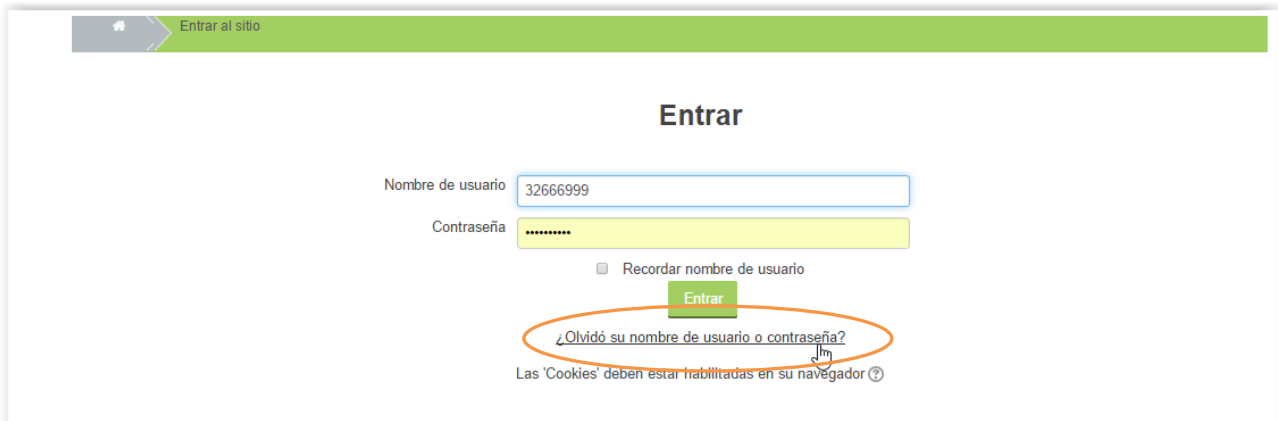 Entrar al sitio
Entrar
Nombre de usuario 32666999
Contraseña ••••••••••
Recordar nombre de usuario
Entrar
¿Olvidó su nombre de usuario o contraseña?
Las 'Cookies' deben estar habilitadas en su navegador